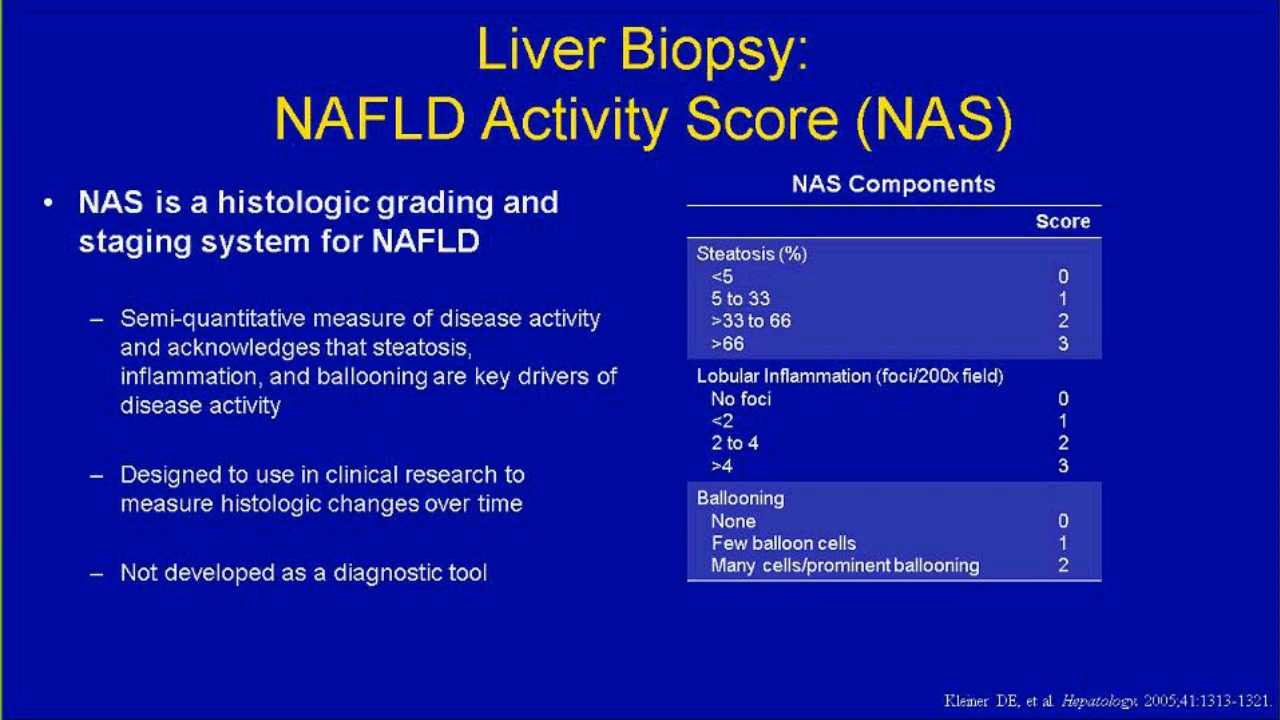 Liver Biopsy:
NAFLD Activity Score (NAS)
• NAS is a histologic grading and
staging system for NAFLD
– Semi-quantitative measure of disease activity
and acknowledges that steatosis,
inflammation, and ballooning are key drivers of
disease activity
– Designed to use in clinical research to
measure histologic changes over time
– Not developed as a diagnostic tool
NAS Components
Score
Steatosis (%)
<5 0
5 to 33 1
>33 to 66 2
>66 3
Lobular Inflammation (foci/200x field)
No foci 0
<2 1
2 to 4 2
>4 3
Ballooning
None 0
Few balloon cells 1
Many cells/prominent ballooning 2
Kleiner DE, et al. Hepatology. 2005;41:1313-1321.